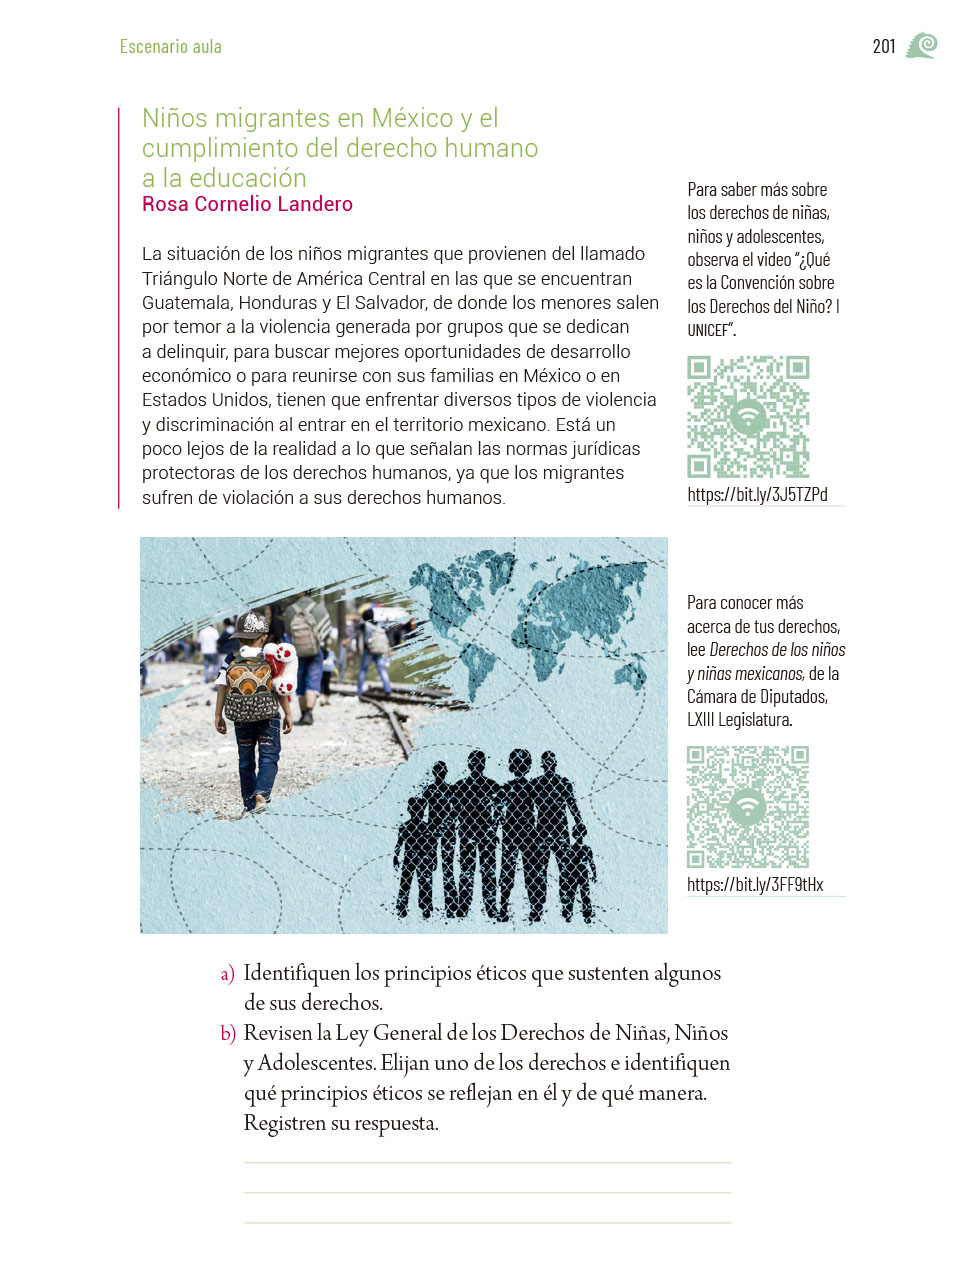 Escenario aula
201
Niños migrantes en México y el
cumplimiento del derecho humano
a la educación
Rosa Cornelio Landero
La situación de los niños migrantes que provienen del llamado
Triángulo Norte de América Central en las que se encuentran
Guatemala, Honduras y El Salvador, de donde los menores salen
por temor a la violencia generada por grupos que se dedican
a delinquir, para buscar mejores oportunidades de desarrollo
económico o para reunirse con sus familias en México o en
Estados Unidos, tienen que enfrentar diversos tipos de violencia
y discriminación al entrar en el territorio mexicano. Está un
poco lejos de la realidad a lo que señalan las normas jurídicas
protectoras de los derechos humanos, ya que los migrantes
sufren de violación a sus derechos humanos.
Para saber más sobre
los derechos de niñas,
niños y adolescentes,
observa el video “¿Qué
es la Convención sobre
los Derechos del Niño? |
UNICEF”.
https://bit.ly/3J5TZPd
Para conocer más
acerca de tus derechos,
lee Derechos de los niños
y niñas mexicanos, de la
Cámara de Diputados,
LXIII Legislatura.
https://bit.ly/3FF9tHx
a) Identifiquen los principios éticos que sustenten algunos
de sus derechos.
b) Revisen la Ley General de los Derechos de Niñas, Niños
y Adolescentes. Elijan uno de los derechos e identifiquen
qué principios éticos se reflejan en él y de qué manera.
Registren su respuesta.